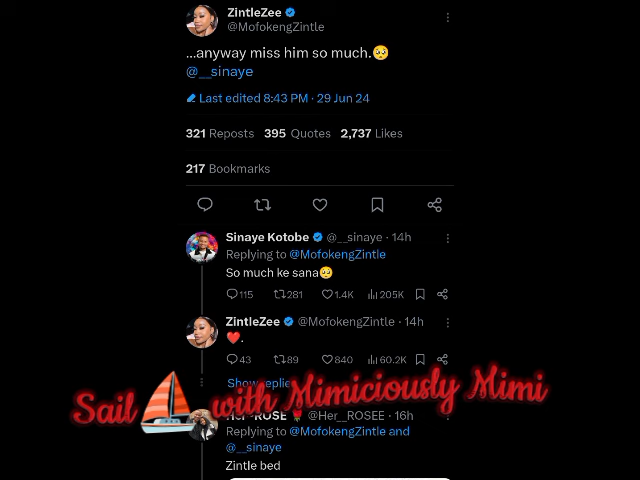 ZintleZee
@MofokengZintle
...anyway miss him so much.🥺
@__sinaye
Last edited 8:43 PM · 29 Jun 24
321 Reposts 395 Quotes 2,737 Likes
217 Bookmarks
Sinaye Kotobe @__sinaye · 14h
Replying to @MofokengZintle
So much ke sana🥺
115 281 1.4K 205K
ZintleZee @MofokengZintle · 14h
❤️.
43 89 840 60.2K
Show replies
Sail with Mimiciously Mimi
Her-ROSE🌹 @Her__ROSEE · 16h
Replying to @MofokengZintle and
@__sinaye
Zintle bed